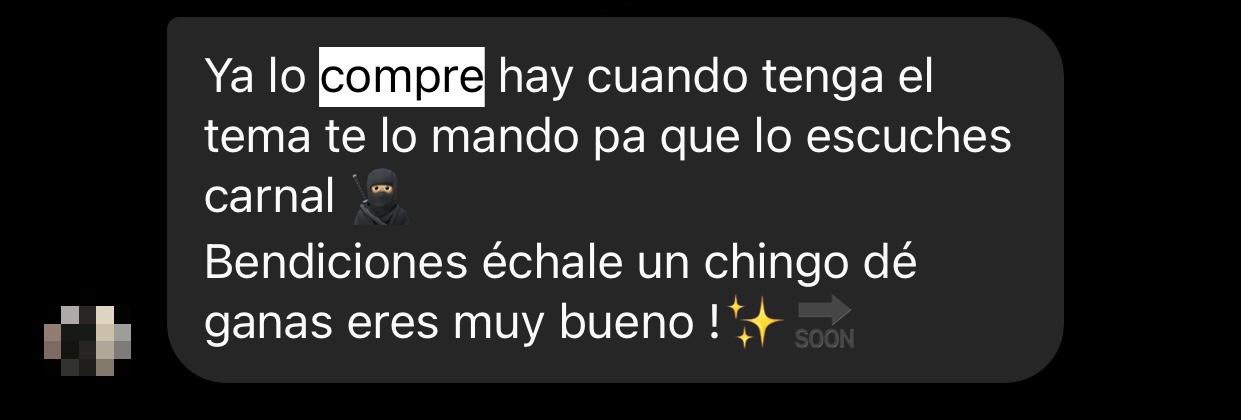 Ya lo compre hay cuando tenga el
tema te lo mando pa que lo escuches
carnal 🥷
Bendiciones échale un chingo dé
ganas eres muy bueno !✨🔜